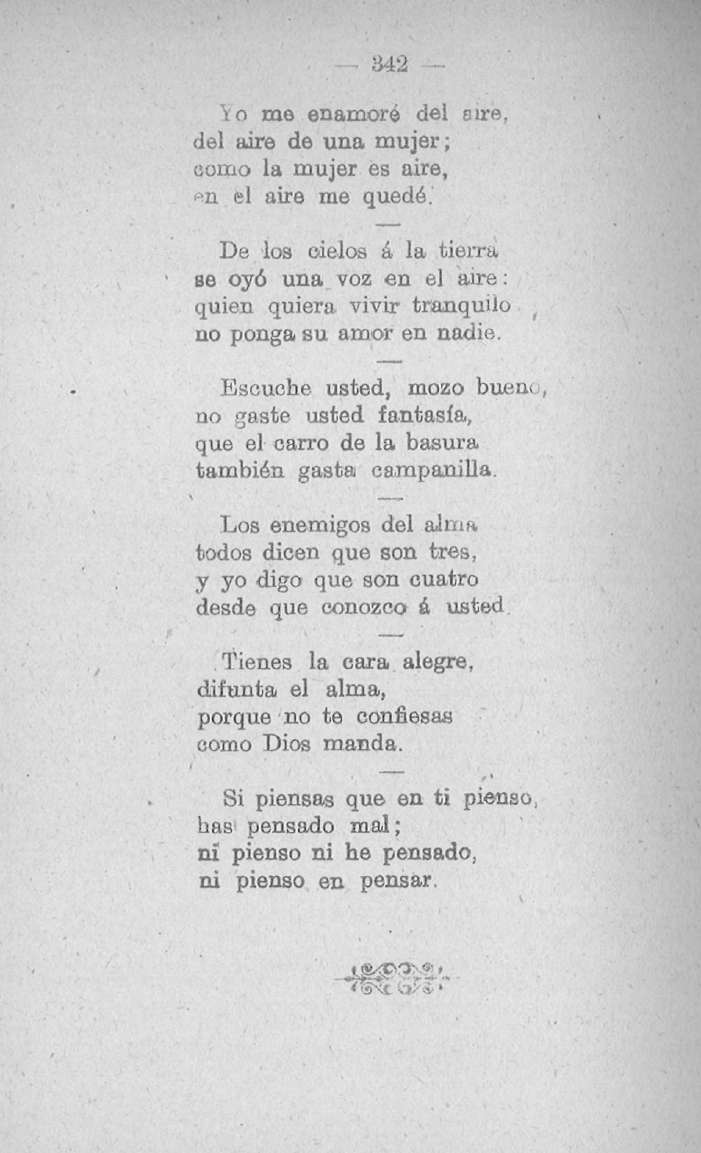 — 342 —
Yo me enamoré del aire,
del aire de una mujer;
como la mujer es aire,
en el aire me quedé.
De los cielos á la tierra
se oyó una voz en el aire:
quien quiera vivir tranquilo
no ponga su amor en nadie.
Escuche usted, mozo bueno,
no gaste usted fantasía,
que el carro de la basura
también gasta campanilla.
Los enemigos del alma
todos dicen que son tres,
y yo digo que son cuatro
desde que conozco á usted.
Tienes la cara alegre,
difunta el alma,
porque no te confiesas
como Dios manda.
Si piensas que en ti pienso,
has pensado mal;
ni pienso ni he pensado,
ni pienso en pensar.